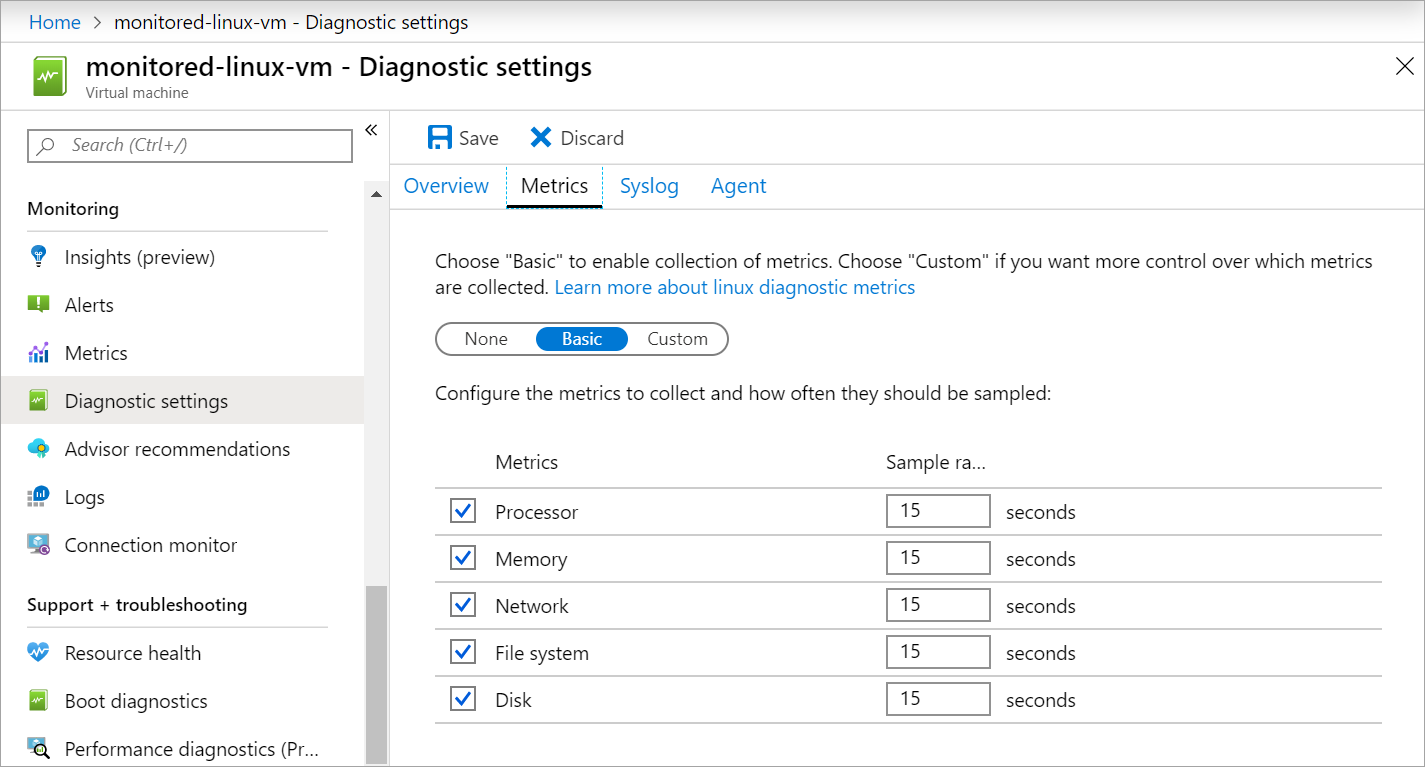 Home > monitored-linux-vm - Diagnostic settings
monitored-linux-vm - Diagnostic settings
Virtual machine
Search (Ctrl+/)
«
Monitoring
Insights (preview)
Alerts
Metrics
Diagnostic settings
Advisor recommendations
Logs
Connection monitor
Support + troubleshooting
Resource health
Boot diagnostics
Performance diagnostics (Pr...
Save Discard
Overview Metrics Syslog Agent
Choose "Basic" to enable collection of metrics. Choose "Custom" if you want more control over which metrics
are collected. Learn more about linux diagnostic metrics
None Basic Custom
Configure the metrics to collect and how often they should be sampled:
Metrics Sample ra...
Processor 15 seconds
Memory 15 seconds
Network 15 seconds
File system 15 seconds
Disk 15 seconds